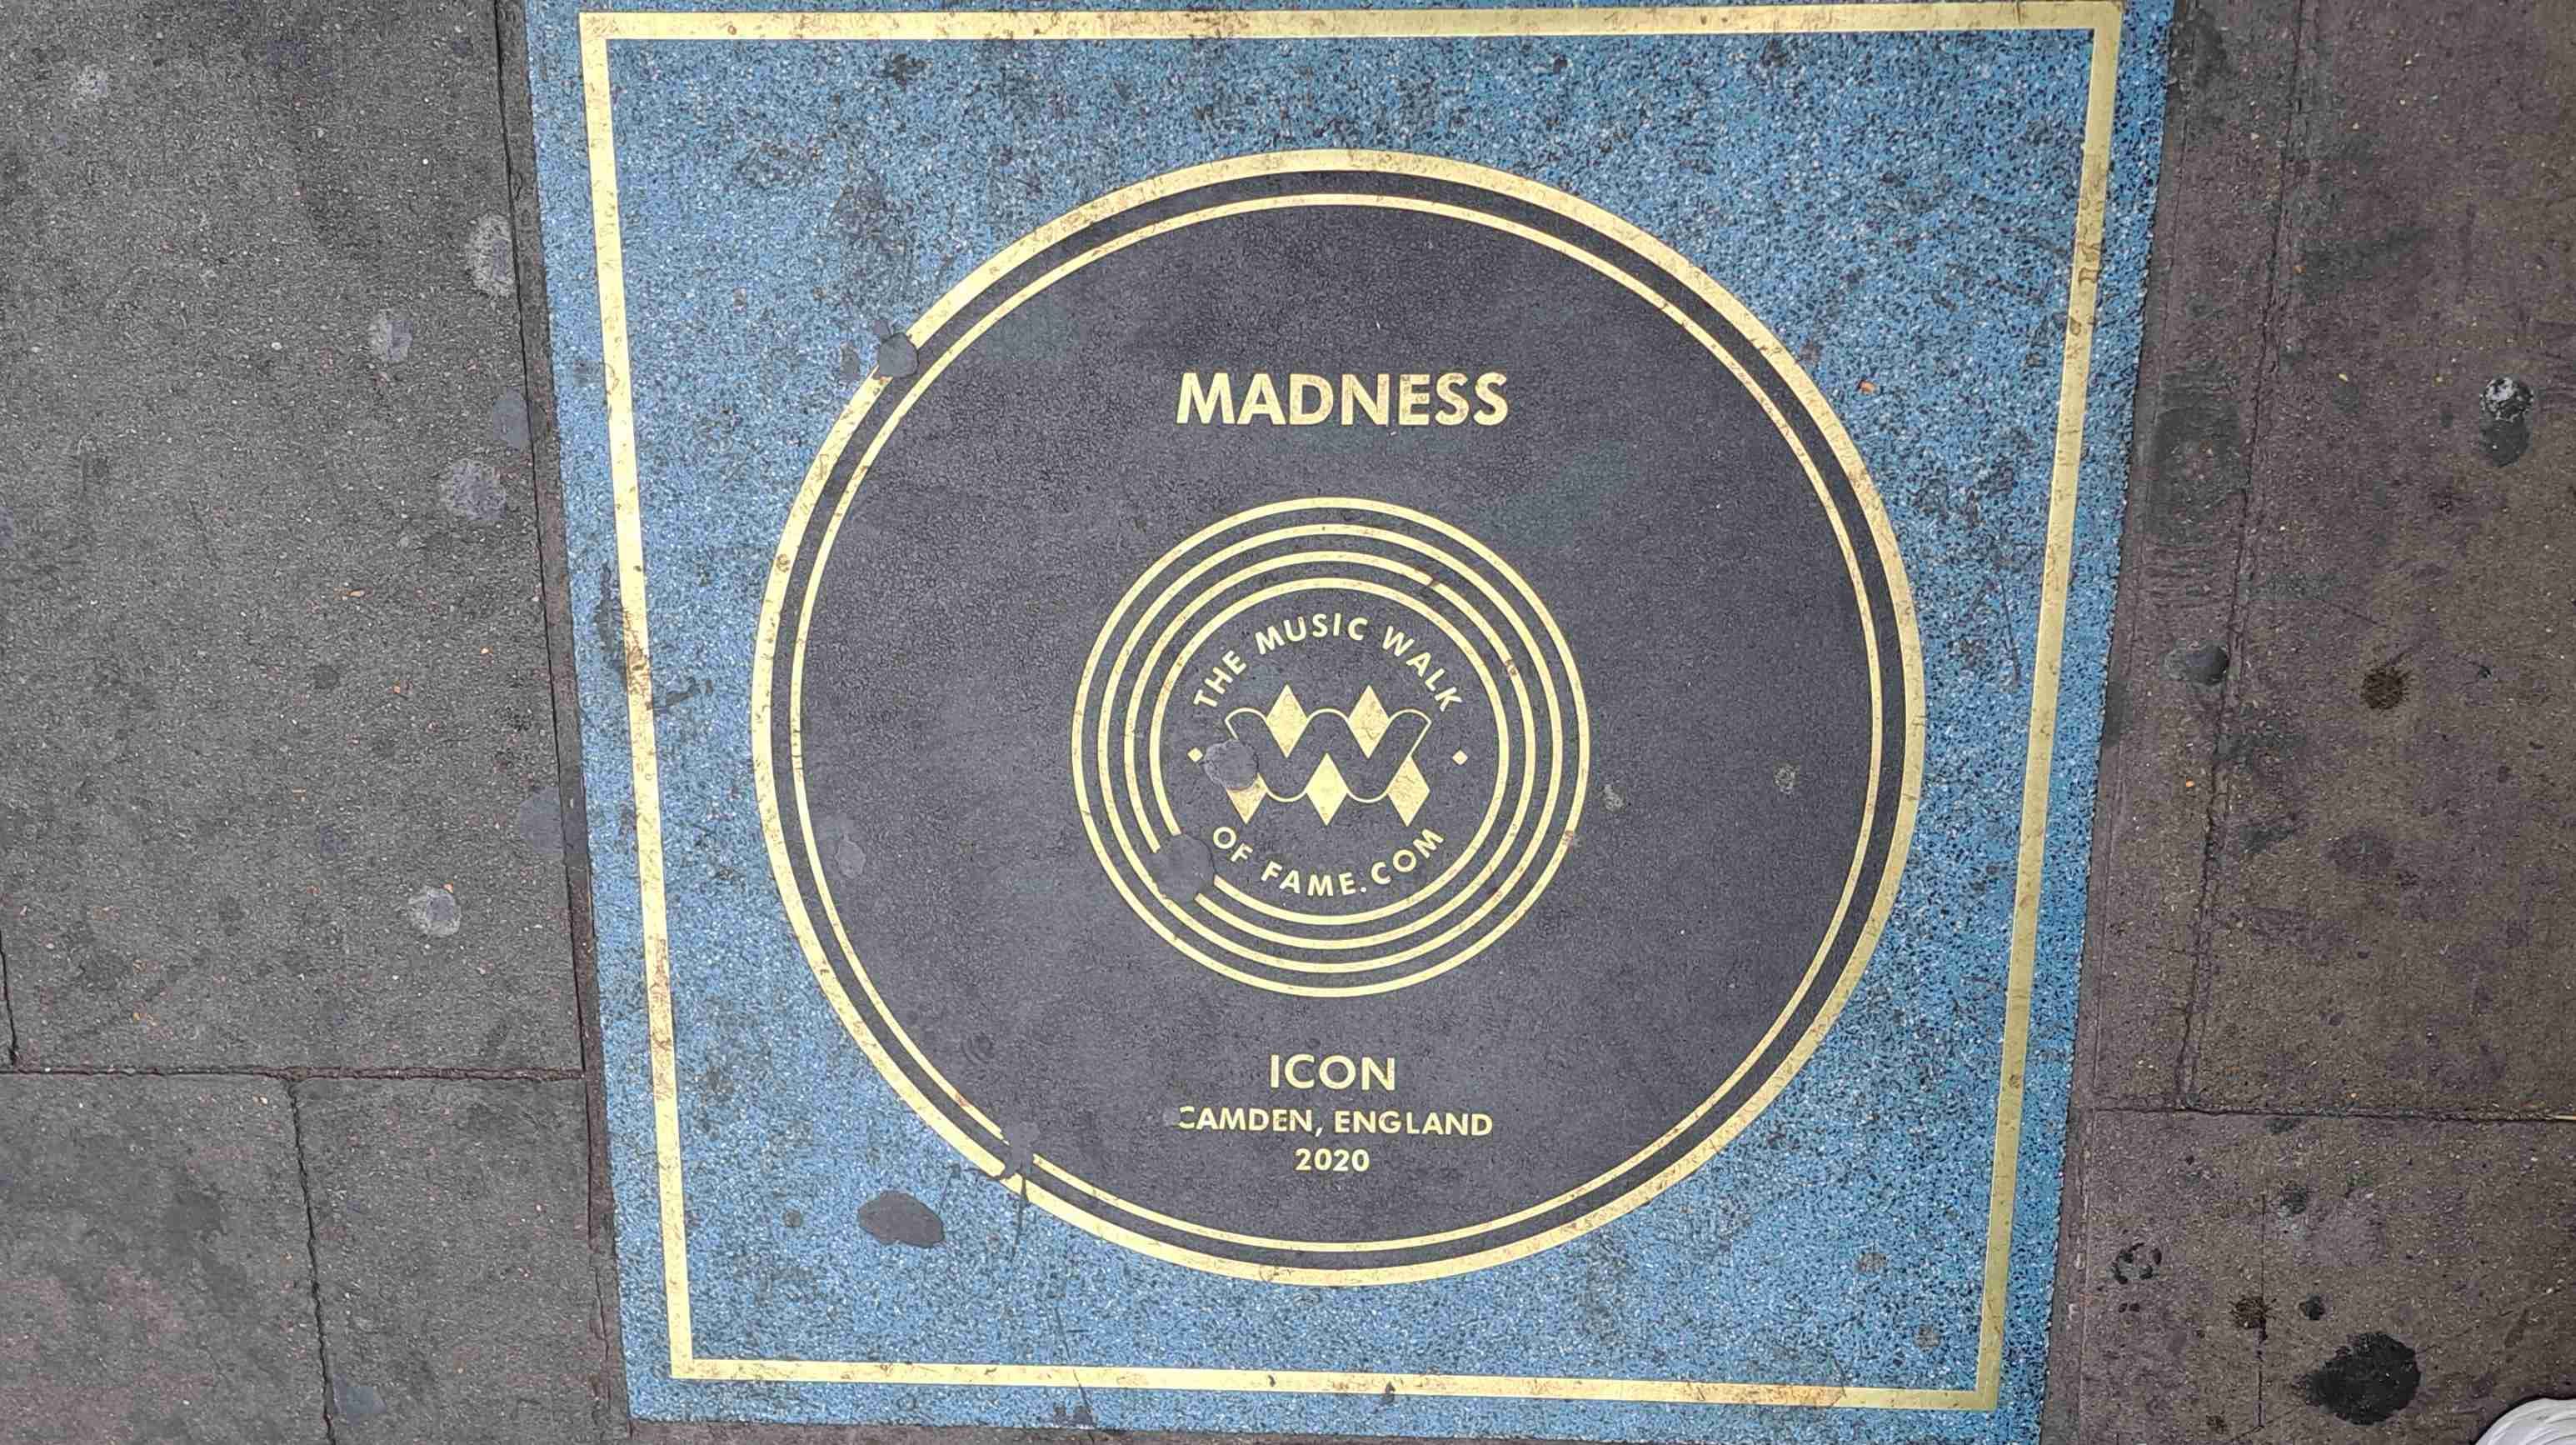 MADNESS
THE MUSIC WALK
OF FAME.COM
ICON
CAMDEN, ENGLAND
2020